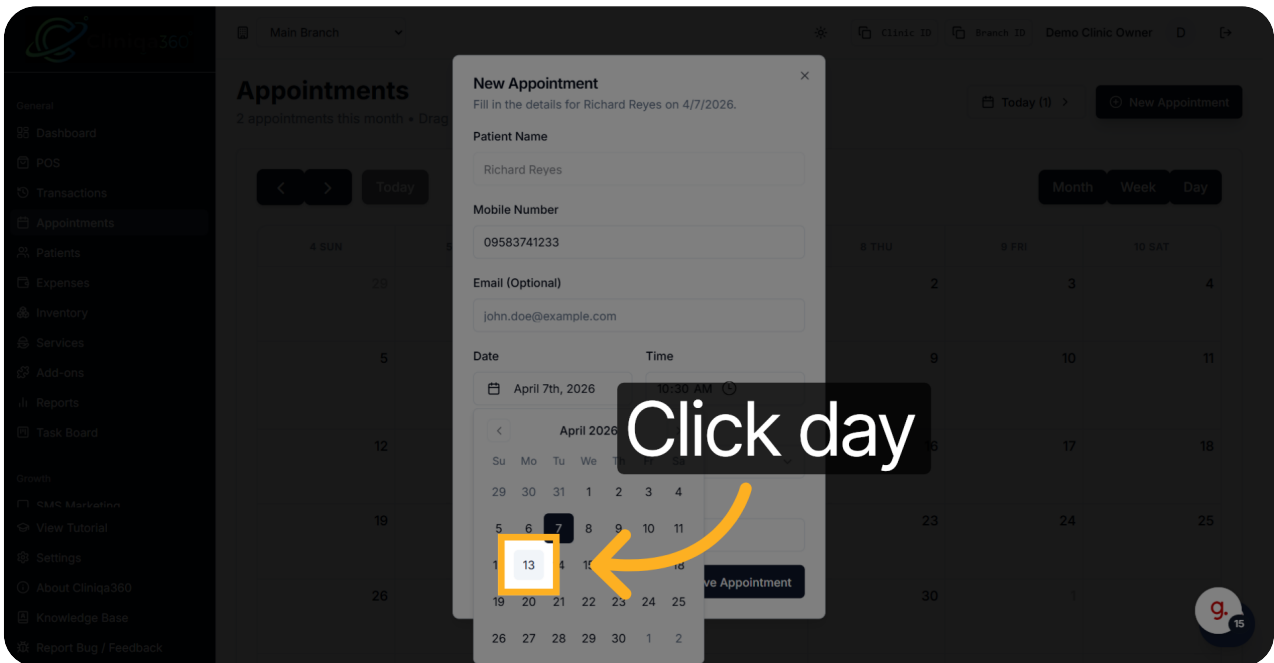 Cliniqa360
Main Branch
Clinic ID
Branch ID
Demo Clinic Owner
D
General
Dashboard
POS
Transactions
Appointments
Patients
Expenses
Inventory
Services
Add-ons
Reports
Task Board
Growth
SMS Marketing
View Tutorial
Settings
About Cliniqa360
Knowledge Base
Report Bug / Feedback
Appointments
2 appointments this month • Drag
Today (1)
New Appointment
Today
Month Week Day
4 SUN 8 THU 9 FRI 10 SAT
29 2 3 4
5 9 10 11
12 17 18
19 23 24 25
26 30 1
New Appointment
Fill in the details for Richard Reyes on 4/7/2026.
Patient Name
Richard Reyes
Mobile Number
09583741233
Email (Optional)
john.doe@example.com
Date Time
April 7th, 2026 10:30 AM
April 2026
Su Mo Tu We Th Sa
29 30 31 1 2 3 4
5 6 7 8 9 10 11
13 18
19 20 21 22 23 24 25
26 27 28 29 30 1 2
Click day
ve Appointment
g.
15